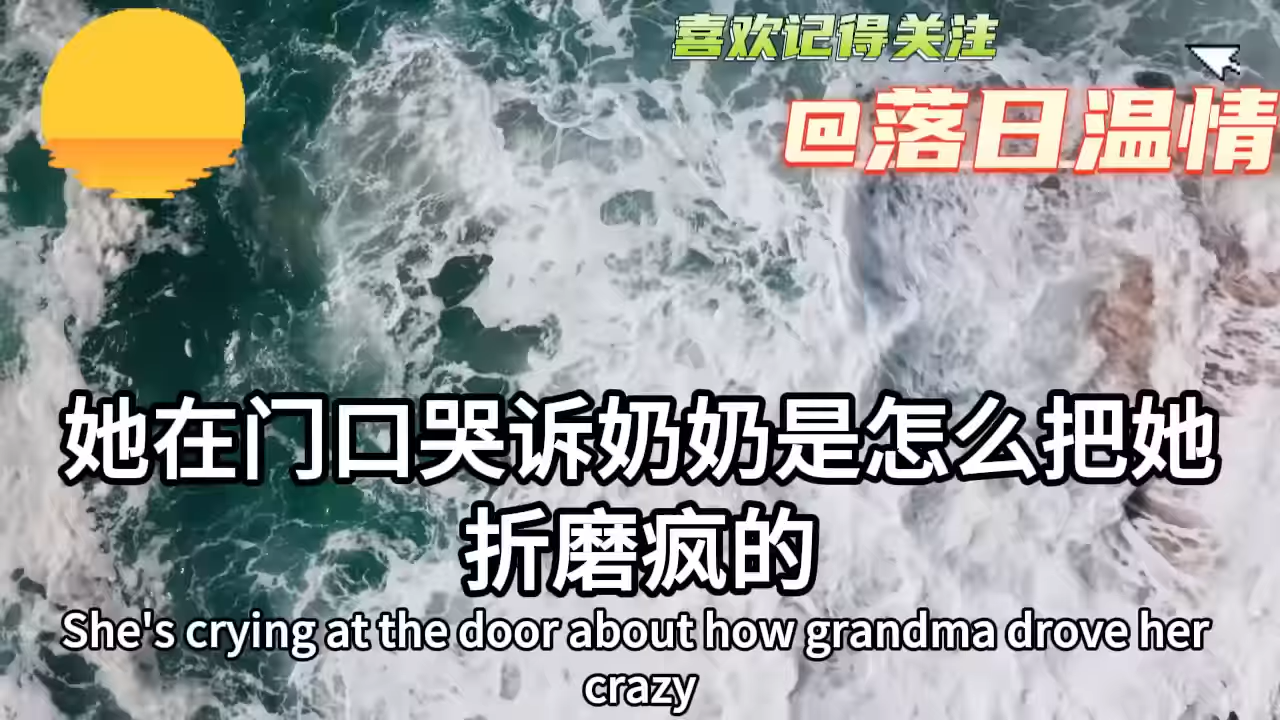 喜欢记得关注
@落日温情
她在门口哭诉奶奶是怎么把她
折磨疯的
She's crying at the door about how grandma drove her
crazy